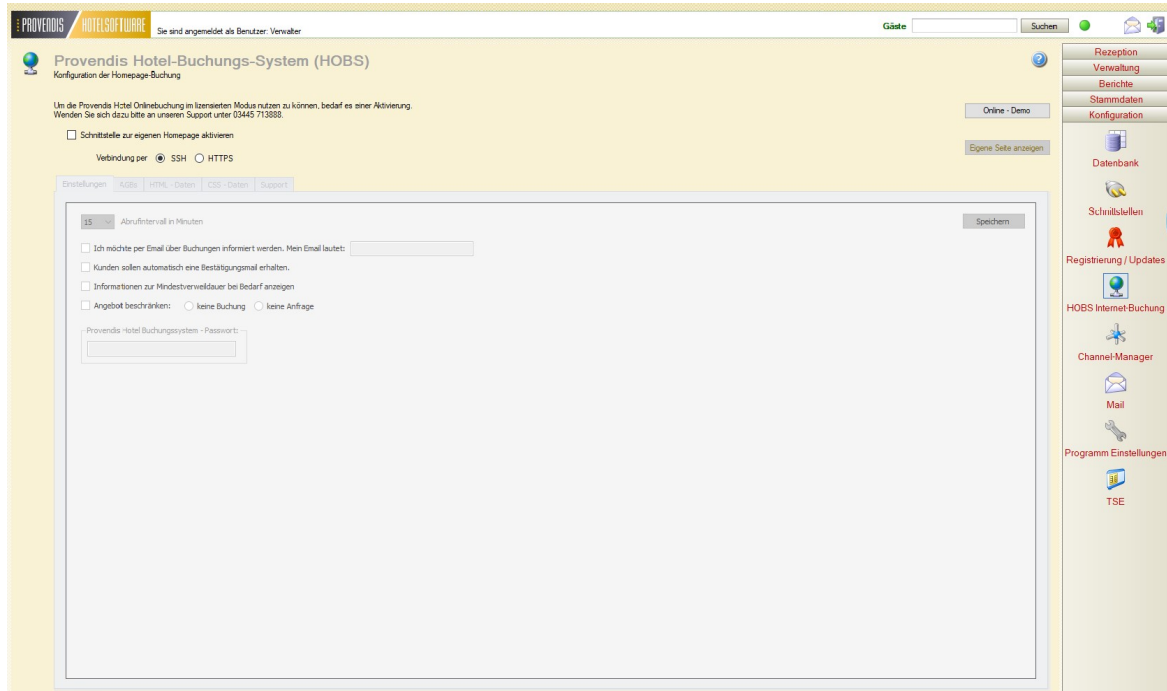 PROVENDIS HOTELSOFTWARE
Sie sind angemeldet als Benutzer: Verwalter
Gäste
Suchen
Provendis Hotel-Buchungs-System (HOBS)
Konfiguration der Homepage-Buchung
Um die Provendis Hotel Onlinebuchung im lizensierten Modus nutzen zu können, bedarf es einer Aktivierung.
Wenden Sie sich dazu bitte an unseren Support unter 03445 713888.
Online - Demo
Schnittstelle zur eigenen Homepage aktivieren
Eigene Seite anzeigen
Verbindung per SSH HTTPS
Einstellungen AGBs HTML - Daten CSS - Daten Support
15 Abrufintervall in Minuten
Speichern
Ich möchte per Email über Buchungen informiert werden. Mein Email lautet:
Kunden sollen automatisch eine Bestätigungsmail erhalten.
Informationen zur Mindestverweildauer bei Bedarf anzeigen
Angebot beschränken: keine Buchung keine Anfrage
Provendis Hotel Buchungssystem - Passwort:
Rezeption
Verwaltung
Berichte
Stammdaten
Konfiguration
Datenbank
Schnittstellen
Registrierung / Updates
HOBS Internet-Buchung
Channel-Manager
Mail
Programm Einstellungen
TSE